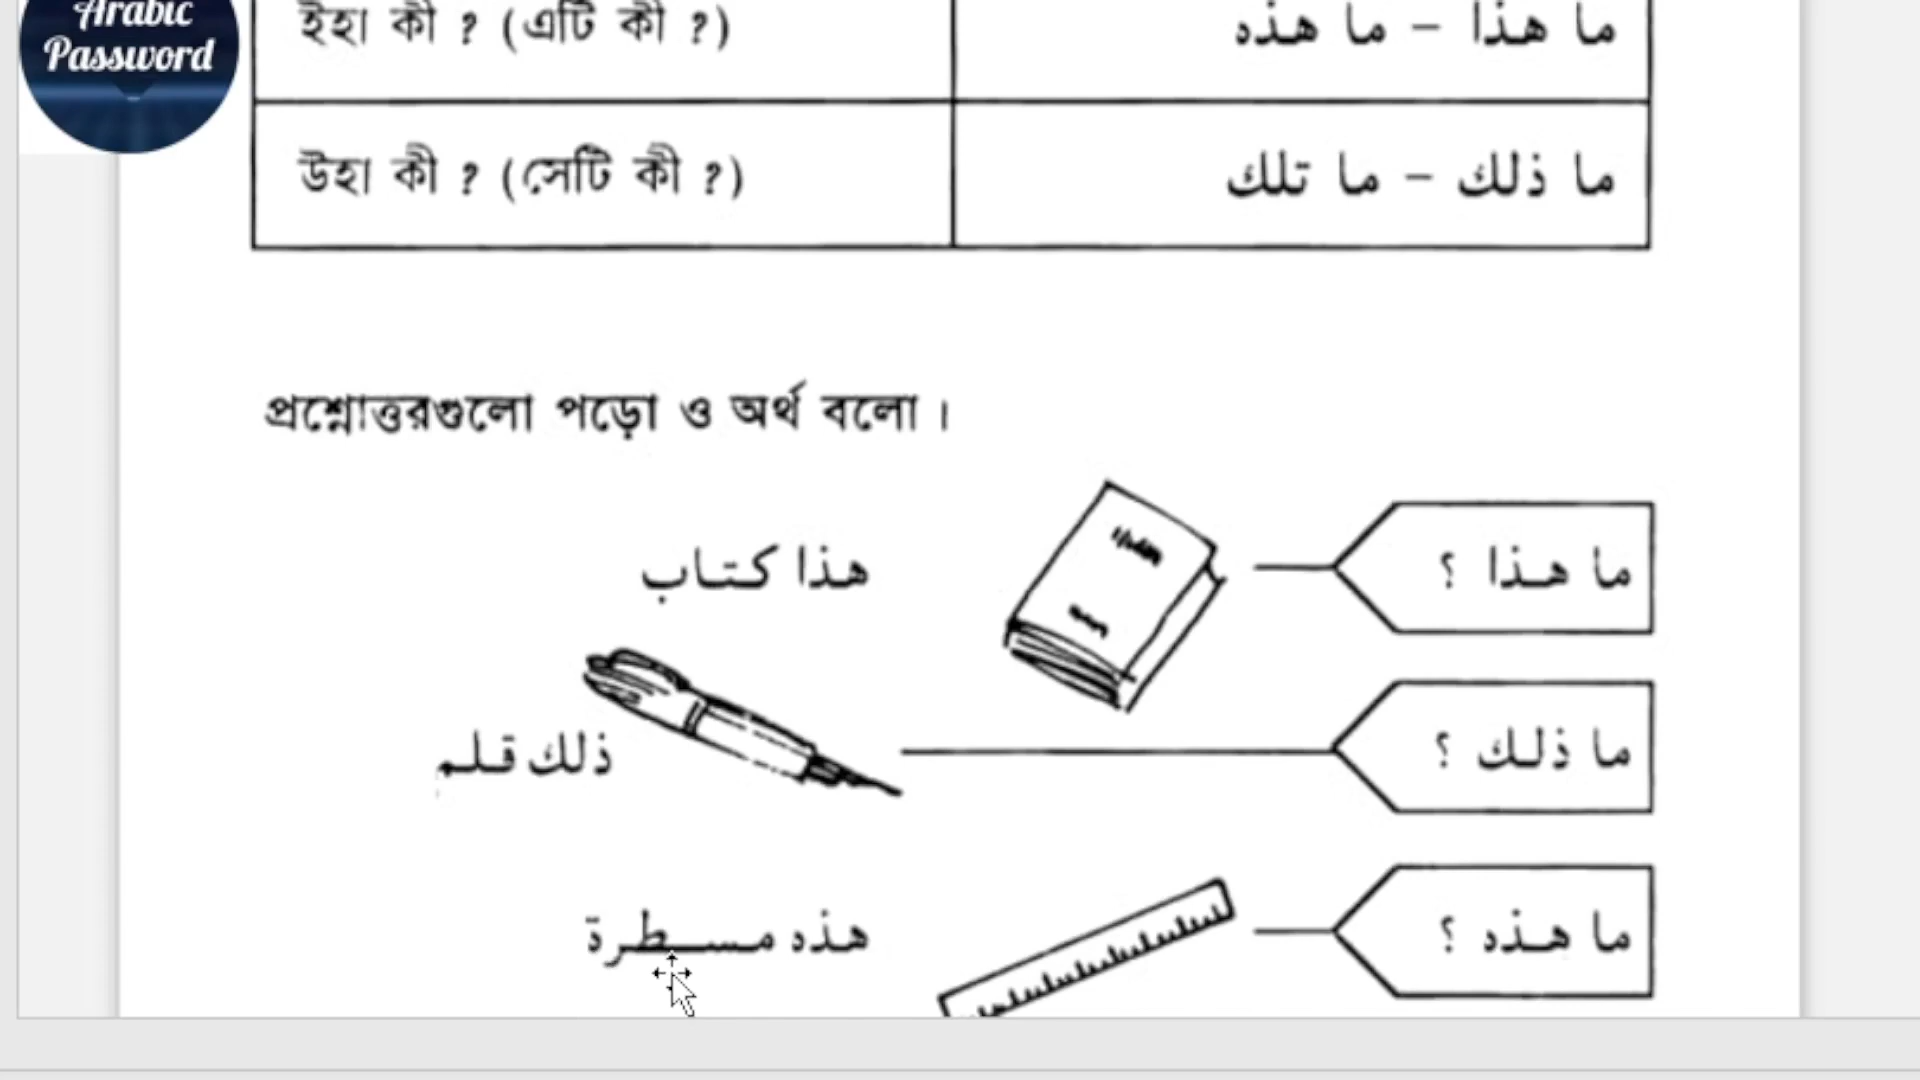 Arabic
Password
ইহা কী ? (এটি কী ?) ما هذا – ما هذه
উহা কী ? (সেটি কী ?) ما ذلك – ما تلك
প্রশ্নোত্তরগুলো পড়ো ও অর্থ বলো ।
ما هذا ؟ هذا كتاب
ما ذلك ؟ ذلك قلم
ما هذه ؟ هذه مسطرة